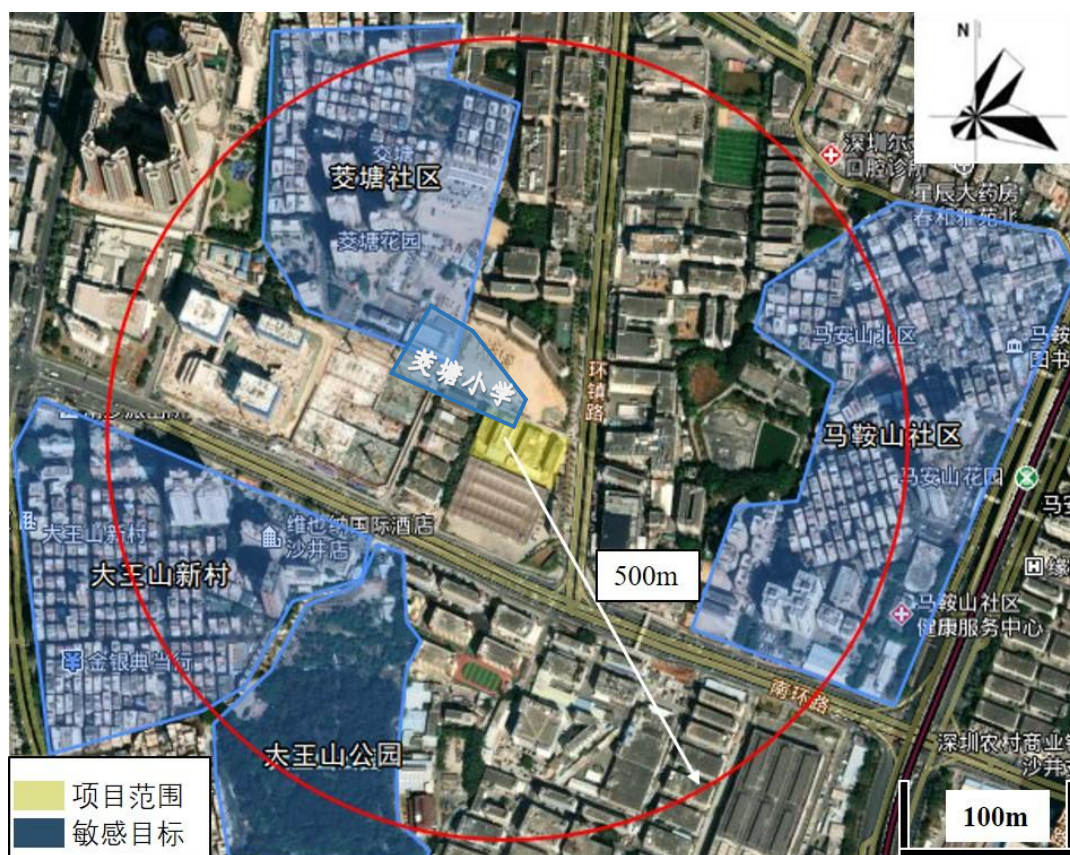 N
深圳尔
口腔诊所
星辰大药房
春和雅苑北
茭塘
茭塘社区
茭塘花园
马安山北区
马鞍
图书
茭塘小学
环镇路
马鞍山社区
马安山花园
马安
维也纳国际酒店
沙井店
大王山新村
大王山新村
500m
缘
马鞍山社区
健康服务中心
金银典当行
南环路
大王山公园
深圳农村商业银
沙井支
项目范围
敏感目标
100m